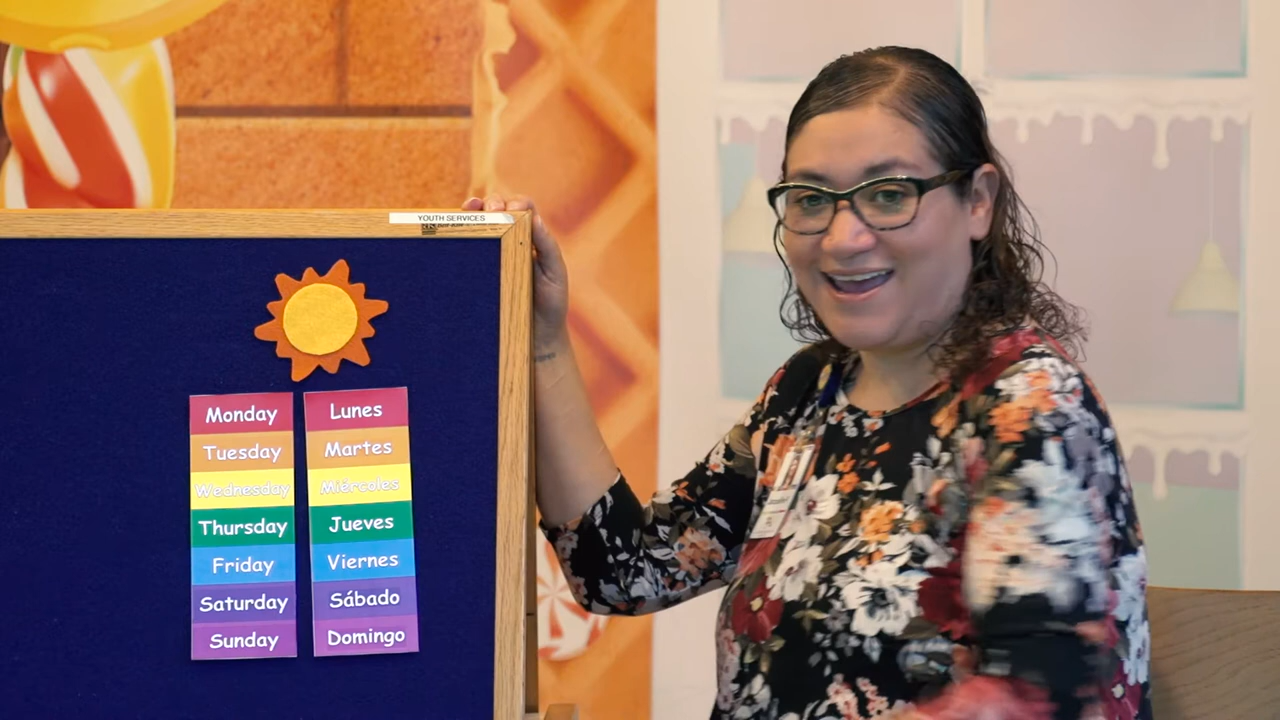 YOUTH SERVICES
Monday
Tuesday
Wednesday
Thursday
Friday
Saturday
Sunday
Lunes
Martes
Miércoles
Jueves
Viernes
Sábado
Domingo